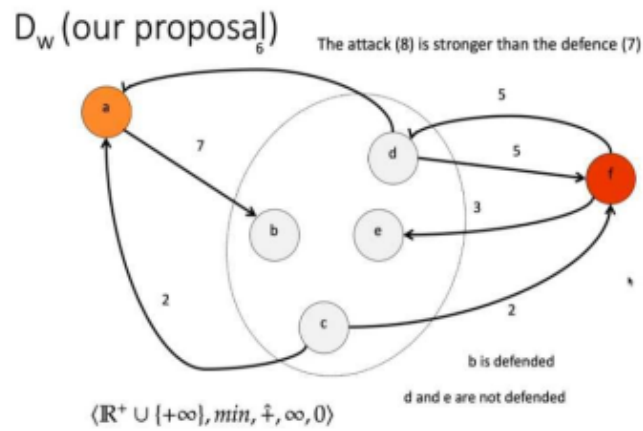 D_w (our proposal)
6
The attack (8) is stronger than the defence (7)
a
5
7
d
5
f
3
b
e
2
c
2
b is defended
d and e are not defended
⟨ℝ⁺ ∪ {+∞}, min, +̂, ∞, 0⟩